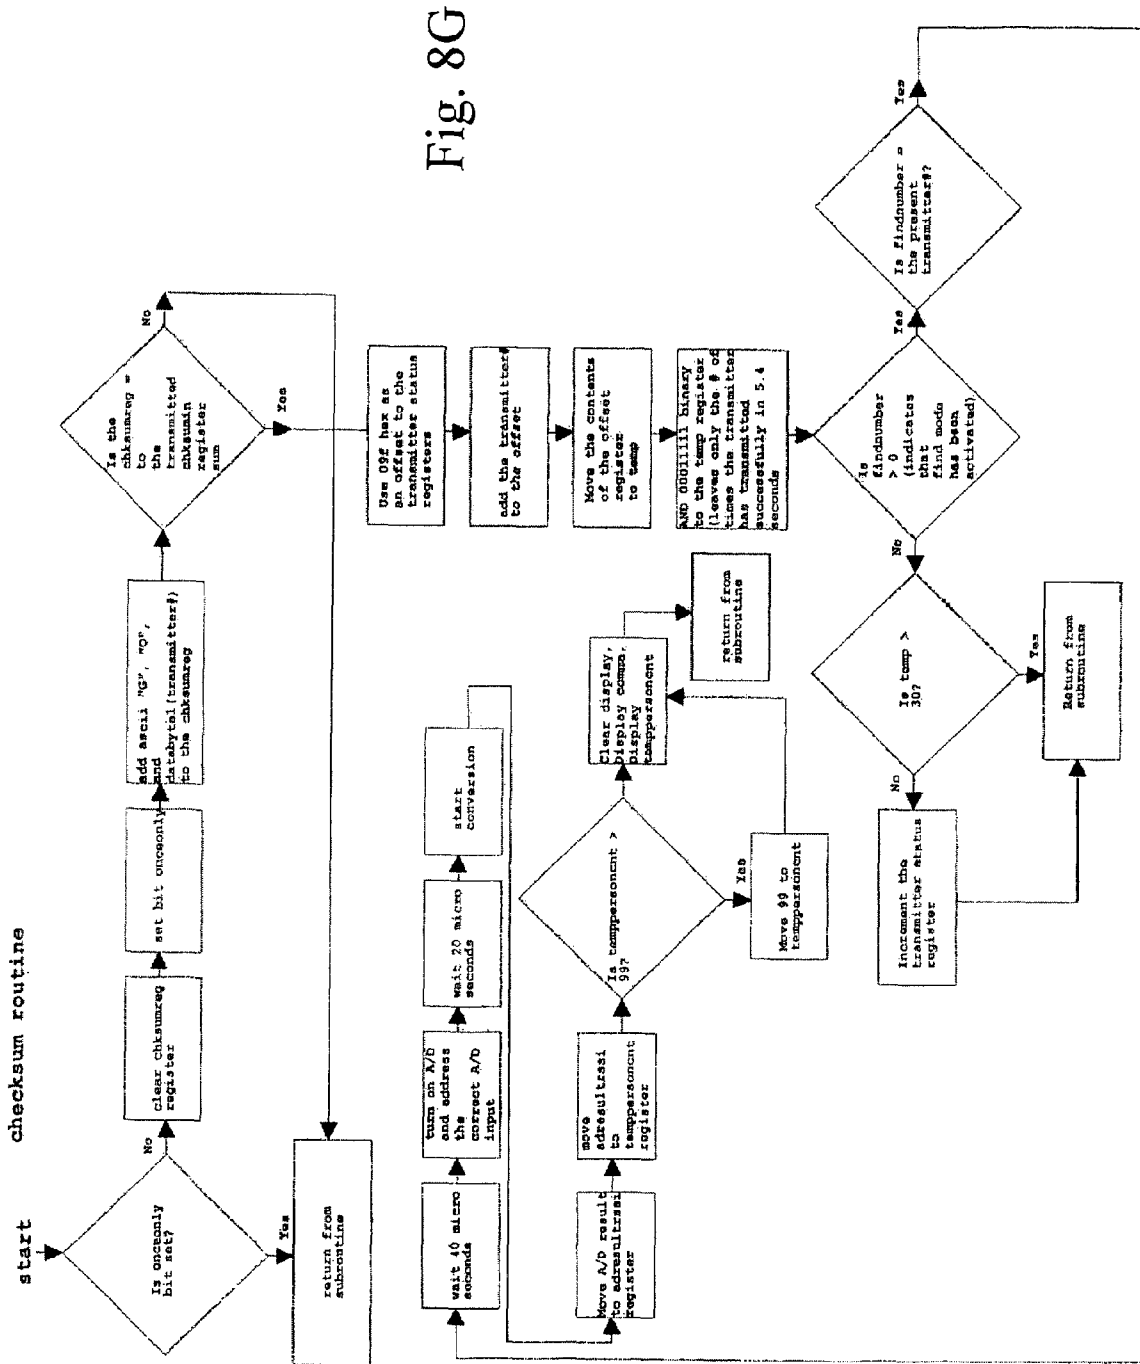 checksum routine
start
Is onceonly
bit set?
No
Yes
return from
subroutine
clear chksumreg
register
set bit onceonly
add ascii "G", "O",
and
databyte1(transmitter#)
to the chksumreg
Is the
chksumreg =
to
the
transmitted
chksumin
register
sum
No
Yes
Fig. 8G
Use 09f hex as
an offset to the
transmitter status
registers
add the transmitter#
to the offset
Move the contents
of the offset
register
to temp
AND 00011111 binary
to the temp register
(leaves only the # of
times the transmitter
has transmitted
successfully in 5.4
seconds
Is
findnumber
> 0
(indicates
that
find mode
has been
activated)
Yes
No
Is findnumber =
the present
transmitter#?
Yes
Is temp >
30?
Yes
No
Return from
subroutine
Increment the
transmitter status
register
wait 40 micro
seconds
turn on A/D
and address
the
correct A/D
input
wait 20 micro
seconds
start
conversion
Move A/D result
to adresultrssi
register
move
adresultrssi
to
temppersoncnt
register
Is temppersoncnt >
99?
Yes
Move 99 to
temppersoncnt
Clear display,
Display comma,
Display
temppersoncnt
return from
subroutine